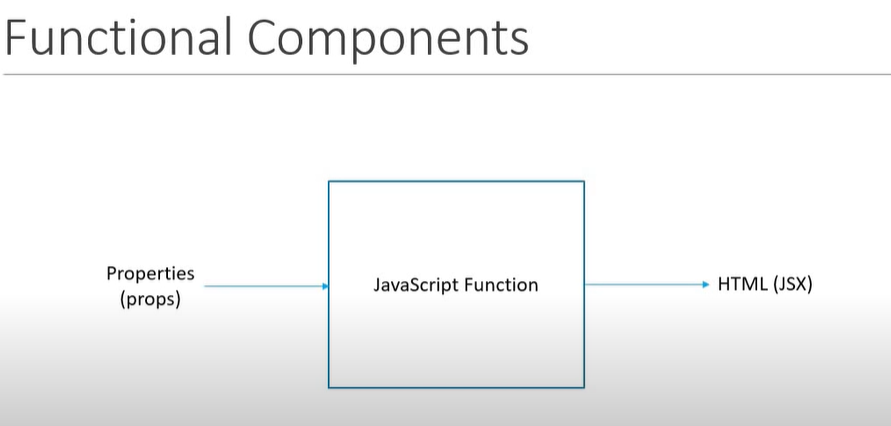 Functional Components
Properties
(props)
JavaScript Function
HTML (JSX)